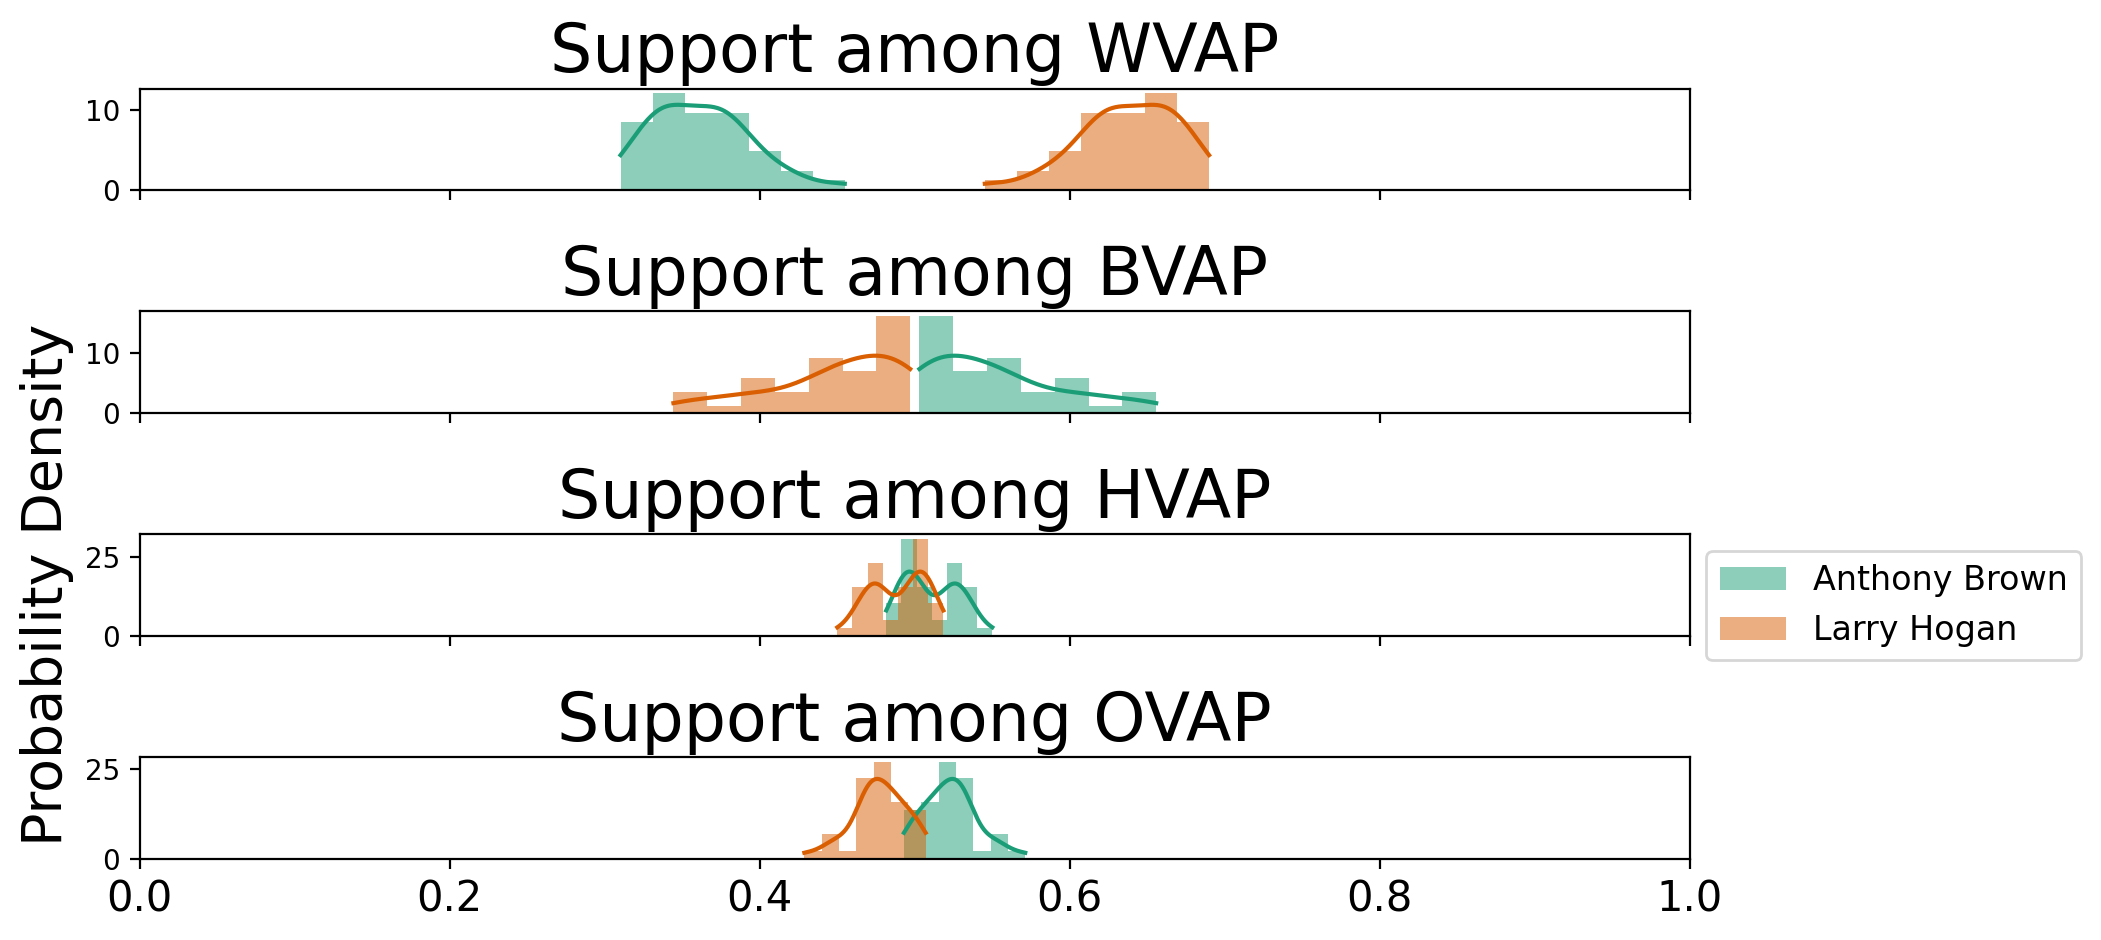 Support among WVAP
10
0
Support among BVAP
10
0
Probability Density
Support among HVAP
25
0
Anthony Brown
Larry Hogan
Support among OVAP
25
0
0.0 0.2 0.4 0.6 0.8 1.0